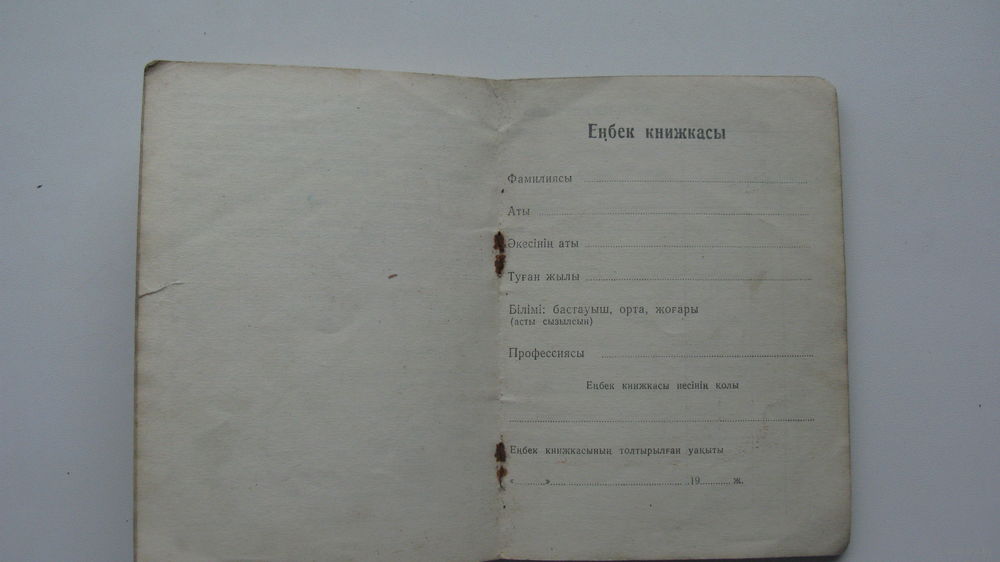 Еңбек книжкасы
Фамилиясы
Аты
Әкесінің аты
Туған жылы
Білімі: бастауыш, орта, жоғары
(асты сызылсын)
Профессиясы
Еңбек книжкасы иесінің қолы
Еңбек книжкасының толтырылған уақыты
«.......»............................ 19........ж.